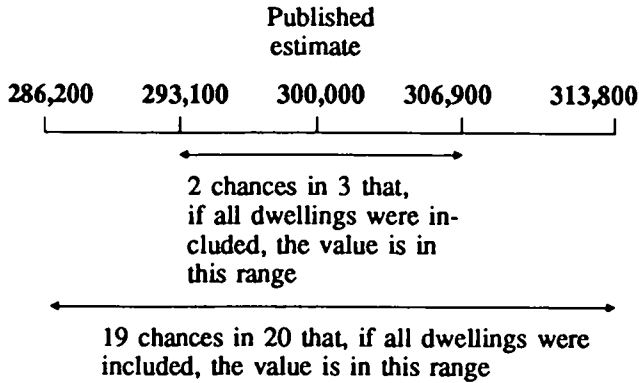 Published
estimate
286,200 293,100 300,000 306,900 313,800
2 chances in 3 that,
if all dwellings were in-
cluded, the value is in
this range
19 chances in 20 that, if all dwellings were
included, the value is in this range